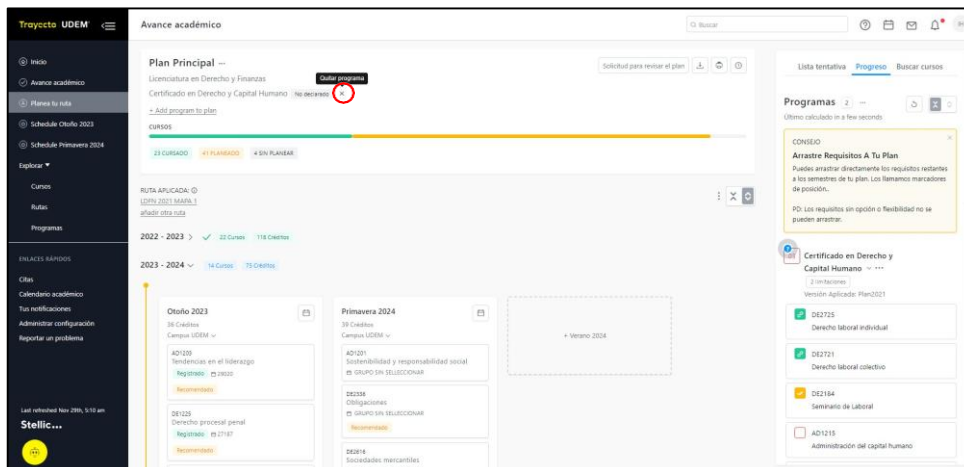 Trayecto UDEM
Avance académico
Buscar
Inicio
Avance académico
Planea tu ruta
Schedule Otoño 2023
Schedule Primavera 2024
Explorar
Cursos
Rutas
Programas
ENLACES RÁPIDOS
Citas
Calendario académico
Tus notificaciones
Administrar configuración
Reportar un problema
Last refreshed Nov 29th, 5:10 am
Stellic...
Plan Principal
Licenciatura en Derecho y Finanzas
Quitar programa
Certificado en Derecho y Capital Humano No declarado ×
+ Add program to plan
Solicitud para revisar el plan
CURSOS
23 CURSADO 41 PLANEADO 4 SIN PLANEAR
RUTA APLICADA:
LDFN 2021 MAPA 1
añadir otra ruta
2022 - 2023 > 22 Cursos 118 Créditos
2023 - 2024 14 Cursos 75 Créditos
Otoño 2023
36 Créditos
Campus UDEM
AD1203
Tendencias en el liderazgo
Registrado 29020
Recomendado
DE1225
Derecho procesal penal
Registrado 27187
Recomendado
Primavera 2024
39 Créditos
Campus UDEM
AD1201
Sostenibilidad y responsabilidad social
GRUPO SIN SELLECCIONAR
DE2336
Obligaciones
GRUPO SIN SELLECCIONAR
Recomendado
DE2616
Sociedades mercantiles
+ Verano 2024
Lista tentativa Progreso Buscar cursos
Programas 2
Último calculado in a few seconds
CONSEJO
Arrastre Requisitos A Tu Plan
Puedes arrastrar directamente los requisitos restantes
a los semestres de tu plan. Los llamamos marcadores
de posición..
PD: Los requisitos sin opción o flexibilidad no se
pueden arrastrar.
Certificado en Derecho y
Capital Humano
2 limitaciones
Versión Aplicada: Plan2021
DE2725
Derecho laboral individual
DE2721
Derecho laboral colectivo
DE2184
Seminario de Laboral
AD1215
Administración del capital humano